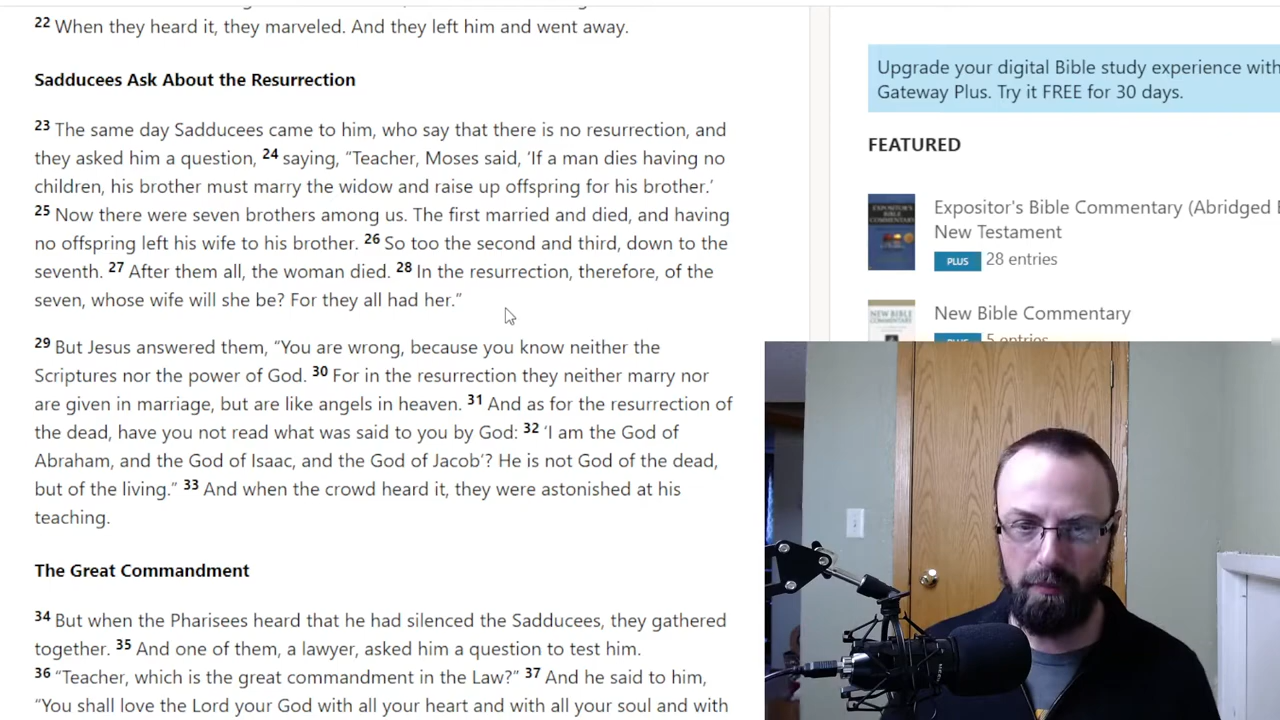 22 When they heard it, they marveled. And they left him and went away.
Sadducees Ask About the Resurrection
23 The same day Sadducees came to him, who say that there is no resurrection, and
they asked him a question, 24 saying, “Teacher, Moses said, ‘If a man dies having no
children, his brother must marry the widow and raise up offspring for his brother.’
25 Now there were seven brothers among us. The first married and died, and having
no offspring left his wife to his brother. 26 So too the second and third, down to the
seventh. 27 After them all, the woman died. 28 In the resurrection, therefore, of the
seven, whose wife will she be? For they all had her.”
29 But Jesus answered them, “You are wrong, because you know neither the
Scriptures nor the power of God. 30 For in the resurrection they neither marry nor
are given in marriage, but are like angels in heaven. 31 And as for the resurrection of
the dead, have you not read what was said to you by God: 32 ‘I am the God of
Abraham, and the God of Isaac, and the God of Jacob’? He is not God of the dead,
but of the living.” 33 And when the crowd heard it, they were astonished at his
teaching.
The Great Commandment
34 But when the Pharisees heard that he had silenced the Sadducees, they gathered
together. 35 And one of them, a lawyer, asked him a question to test him.
36 “Teacher, which is the great commandment in the Law?” 37 And he said to him,
“You shall love the Lord your God with all your heart and with all your soul and with
Upgrade your digital Bible study experience with
Gateway Plus. Try it FREE for 30 days.
FEATURED
EXPOSITOR'S
BIBLE
COMMENTARY
Expositor's Bible Commentary (Abridged
New Testament
PLUS 28 entries
NEW BIBLE
COMMENTARY
New Bible Commentary
PLUS 5 entries